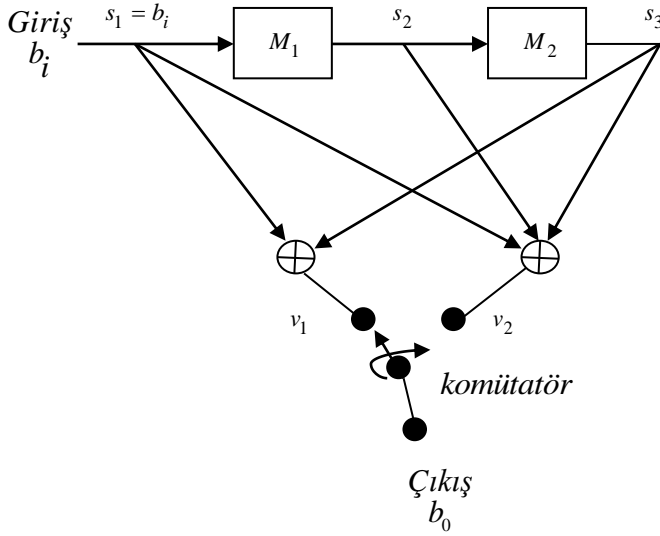 Giriş
b_i
s_1 = b_i
M_1
s_2
M_2
s_3
v_1
v_2
komütatör
Çıkış
b_0